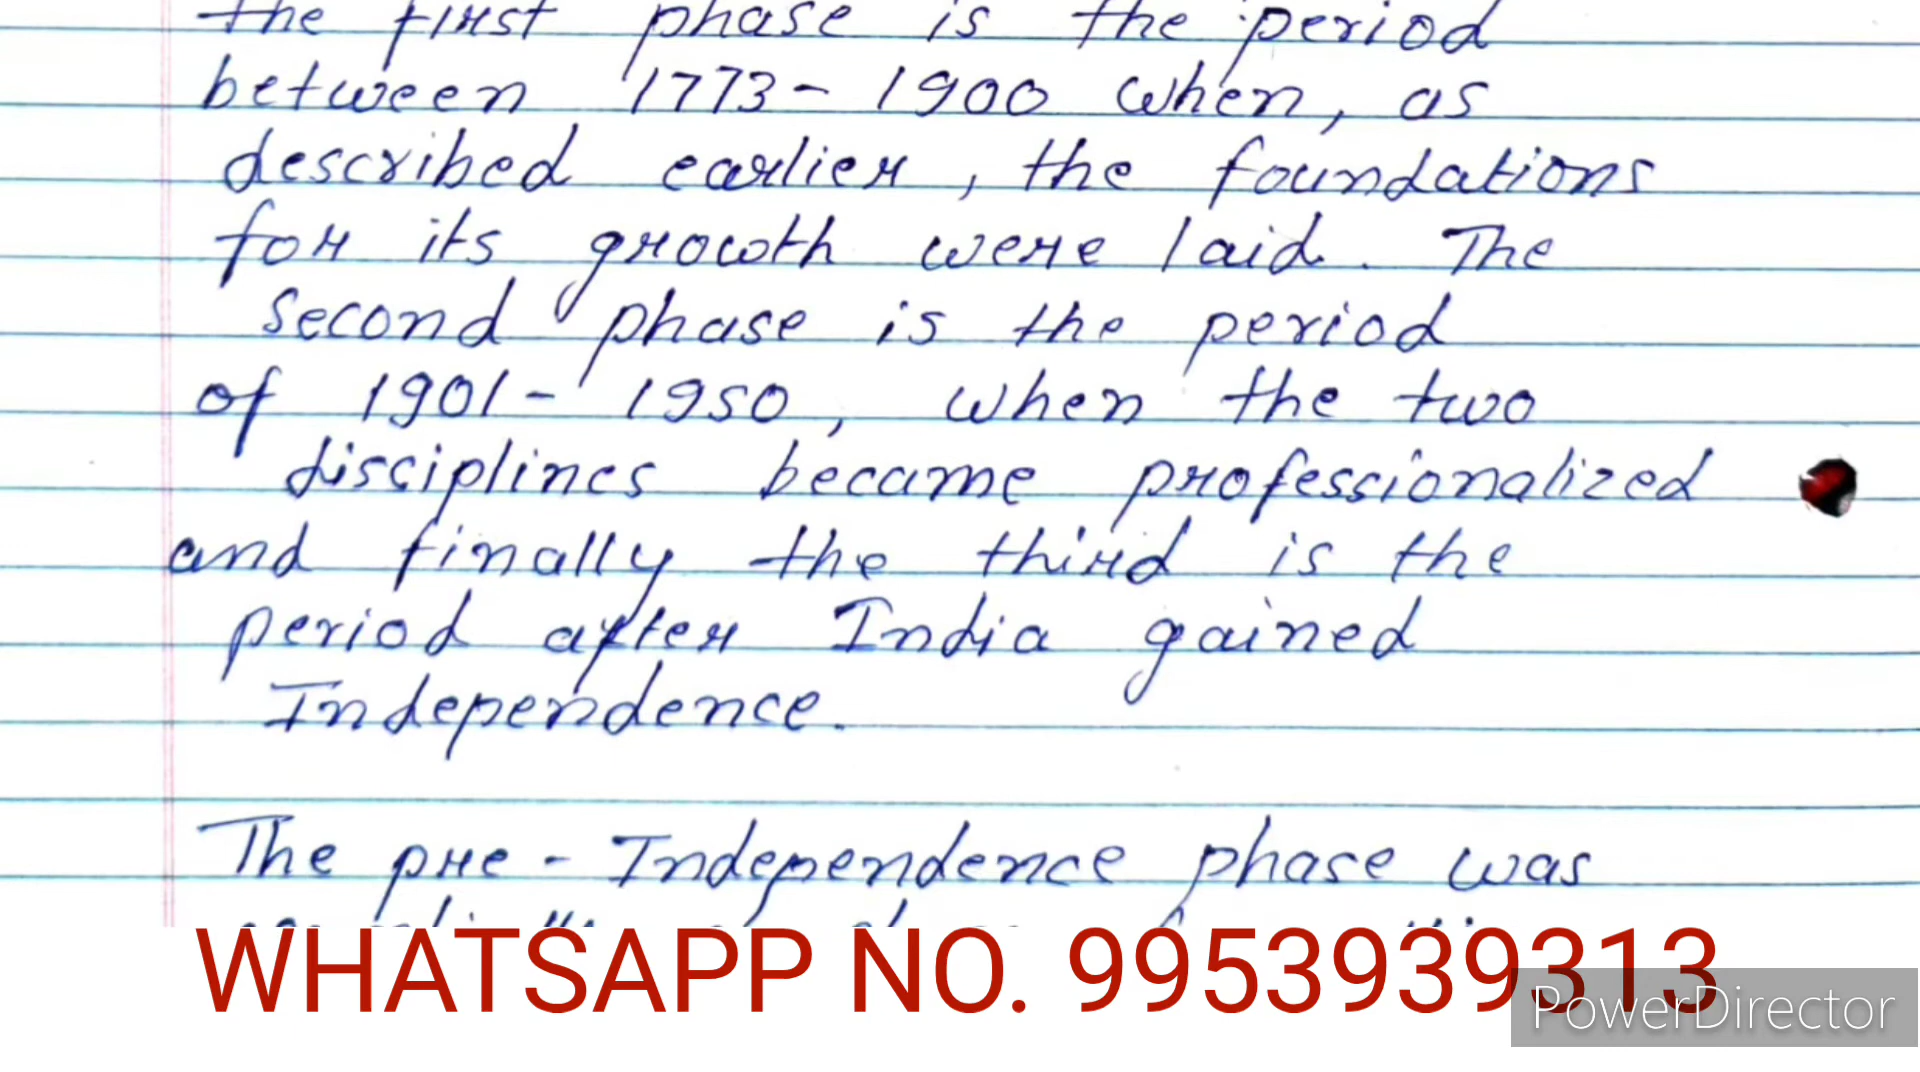 the first phase is the period
between 1773- 1900 when, as
described earlier, the foundations
for its growth were laid. The
second phase is the period
of 1901- 1950, when the two
disciplines became professionalized
and finally the third is the
period after India gained
Independence.
The pre - Independence phase was
WHATSAPP NO. 9953939313
PowerDirector